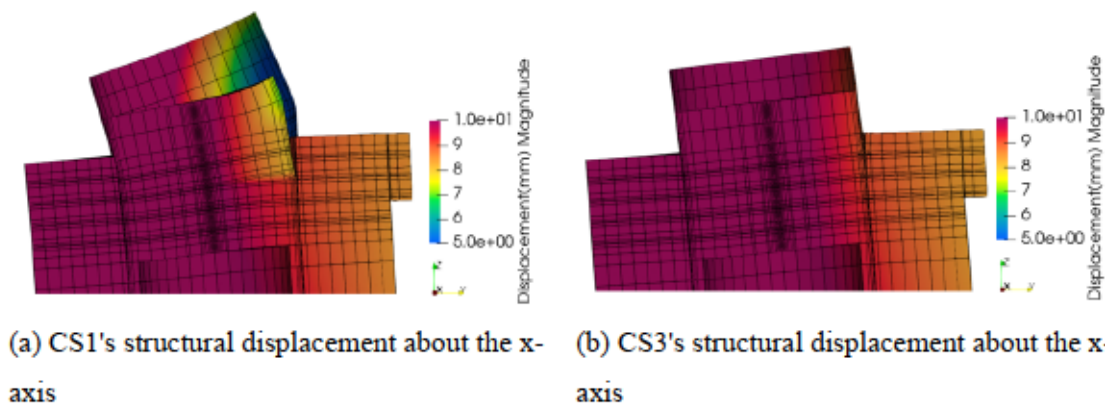 1.0e+01
9
8
7
6
5.0e+00
Displacement(mm) Magnitude
z
x y
1.0e+01
9
8
7
6
5.0e+00
Displacement(mm) Magnitude
z
x y
(a) CS1's structural displacement about the x-
axis
(b) CS3's structural displacement about the x-
axis